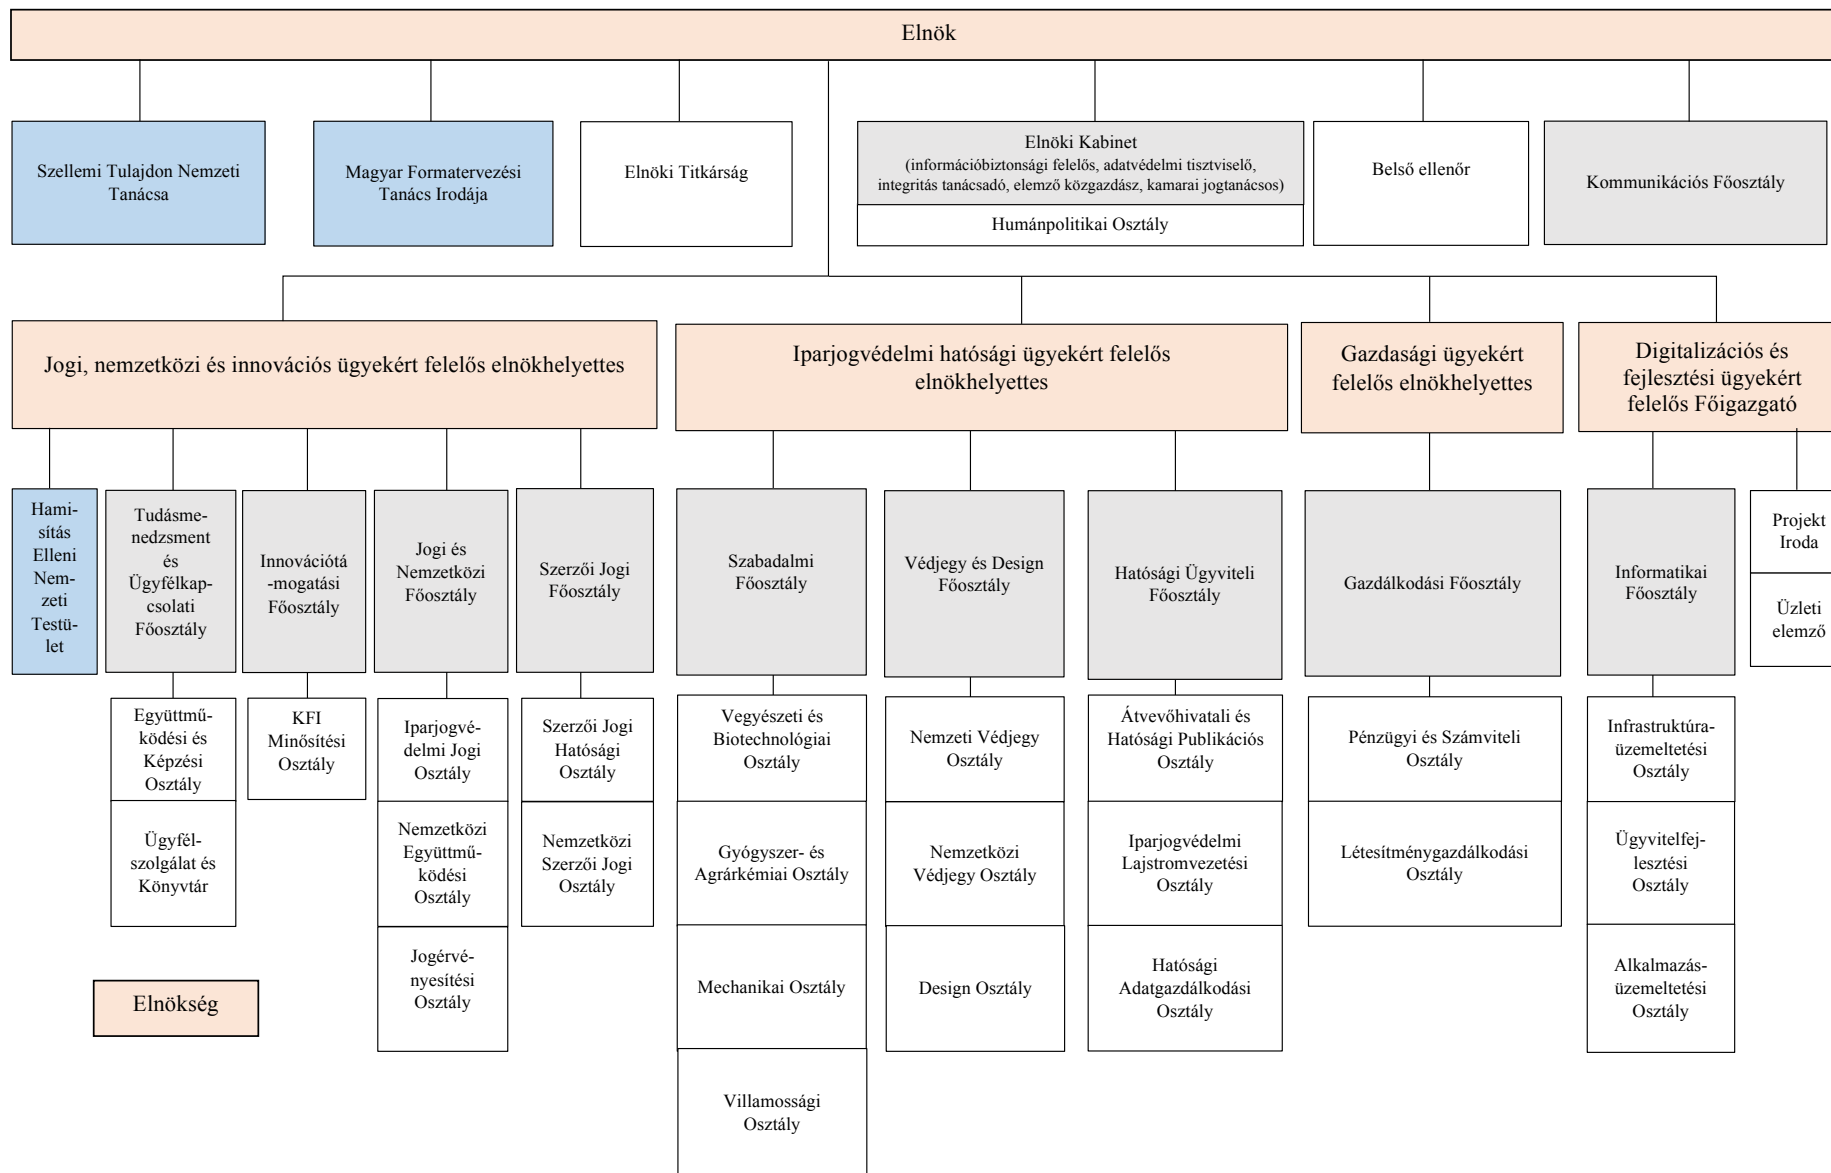 Elnök
Szellemi Tulajdon Nemzeti
Tanácsa
Magyar Formatervezési
Tanács Irodája
Elnöki Titkárság
Elnöki Kabinet
(információbiztonsági felelős, adatvédelmi tisztviselő,
integritás tanácsadó, elemző közgazdász, kamarai jogtanácsos)
Humánpolitikai Osztály
Belső ellenőr
Kommunikációs Főosztály
Jogi, nemzetközi és innovációs ügyekért felelős elnökhelyettes
Iparjogvédelmi hatósági ügyekért felelős
elnökhelyettes
Gazdasági ügyekért
felelős elnökhelyettes
Digitalizációs és
fejlesztési ügyekért
felelős Főigazgató
Hami-
sítás
Elleni
Nem-
zeti
Testü-
let
Tudásme-
nedzsment
és
Ügyfélkap-
csolati
Főosztály
Innovációtá
-mogatási
Főosztály
Jogi és
Nemzetközi
Főosztály
Szerzői Jogi
Főosztály
Szabadalmi
Főosztály
Védjegy és Design
Főosztály
Hatósági Ügyviteli
Főosztály
Gazdálkodási Főosztály
Informatikai
Főosztály
Projekt
Iroda
Üzleti
elemző
Együttmű-
ködési és
Képzési
Osztály
Ügyfél-
szolgálat és
Könyvtár
KFI
Minősítési
Osztály
Iparjogvé-
delmi Jogi
Osztály
Nemzetközi
Együttmű-
ködési
Osztály
Jogérvé-
nyesítési
Osztály
Szerzői Jogi
Hatósági
Osztály
Nemzetközi
Szerzői Jogi
Osztály
Vegyészeti és
Biotechnológiai
Osztály
Gyógyszer- és
Agrárkémiai Osztály
Mechanikai Osztály
Villamossági
Osztály
Nemzeti Védjegy
Osztály
Nemzetközi
Védjegy Osztály
Design Osztály
Átvevőhivatali és
Hatósági Publikációs
Osztály
Iparjogvédelmi
Lajstromvezetési
Osztály
Hatósági
Adatgazdálkodási
Osztály
Pénzügyi és Számviteli
Osztály
Létesítménygazdálkodási
Osztály
Infrastruktúra-
üzemeltetési
Osztály
Ügyvitelfej-
lesztési
Osztály
Alkalmazás-
üzemeltetési
Osztály
Elnökség